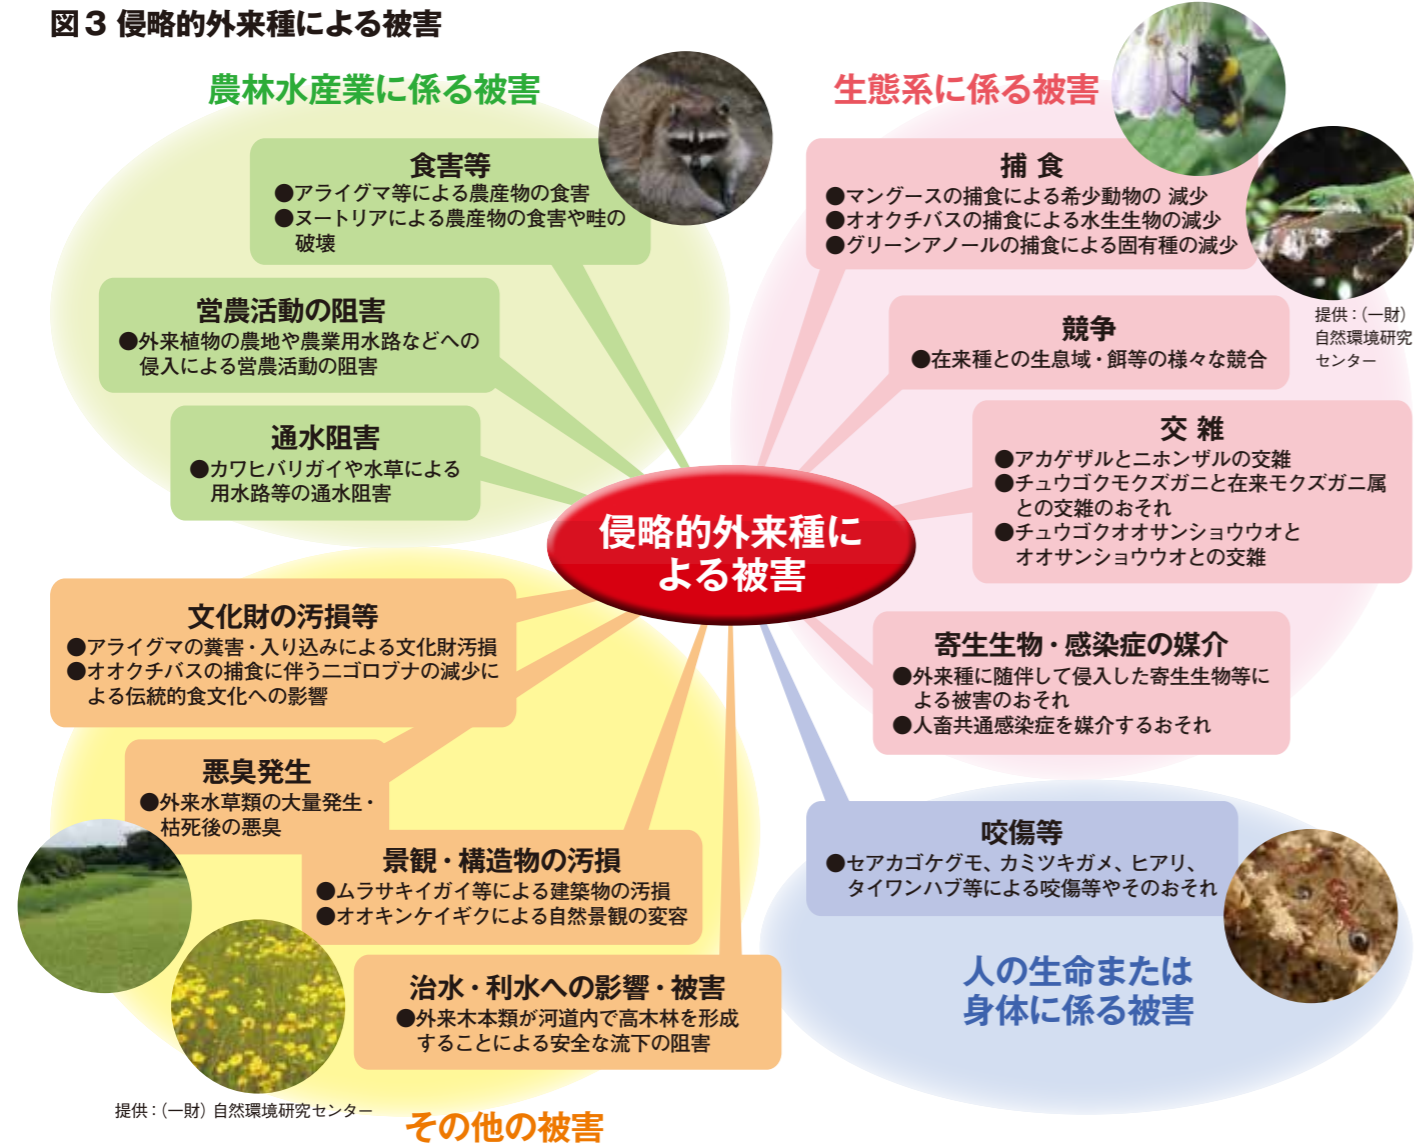 図3 侵略的外来種による被害
農林水産業に係る被害
食害等
●アライグマ等による農産物の食害
●ヌートリアによる農産物の食害や畦の
破壊
営農活動の阻害
●外来植物の農地や農業用水路などへの
侵入による営農活動の阻害
通水阻害
●カワヒバリガイや水草による
用水路等の通水阻害
生態系に係る被害
捕 食
●マングースの捕食による希少動物の 減少
●オオクチバスの捕食による水生生物の減少
●グリーンアノールの捕食による固有種の減少
提供：（一財）
自然環境研究
センター
競争
●在来種との生息域・餌等の様々な競合
交 雑
●アカゲザルとニホンザルの交雑
●チュウゴクモクズガニと在来モクズガニ属
との交雑のおそれ
●チュウゴクオオサンショウウオと
オオサンショウウオとの交雑
寄生生物・感染症の媒介
●外来種に随伴して侵入した寄生生物等に
よる被害のおそれ
●人畜共通感染症を媒介するおそれ
侵略的外来種に
よる被害
文化財の汚損等
●アライグマの糞害・入り込みによる文化財汚損
●オオクチバスの捕食に伴う二ゴロブナの減少に
よる伝統的食文化への影響
悪臭発生
●外来水草類の大量発生・
枯死後の悪臭
景観・構造物の汚損
●ムラサキイガイ等による建築物の汚損
●オオキンケイギクによる自然景観の変容
治水・利水への影響・被害
●外来木本類が河道内で高木林を形成
することによる安全な流下の阻害
提供：（一財）自然環境研究センター
その他の被害
咬傷等
●セアカゴケグモ、カミツキガメ、ヒアリ、
タイワンハブ等による咬傷等やそのおそれ
人の生命または
身体に係る被害